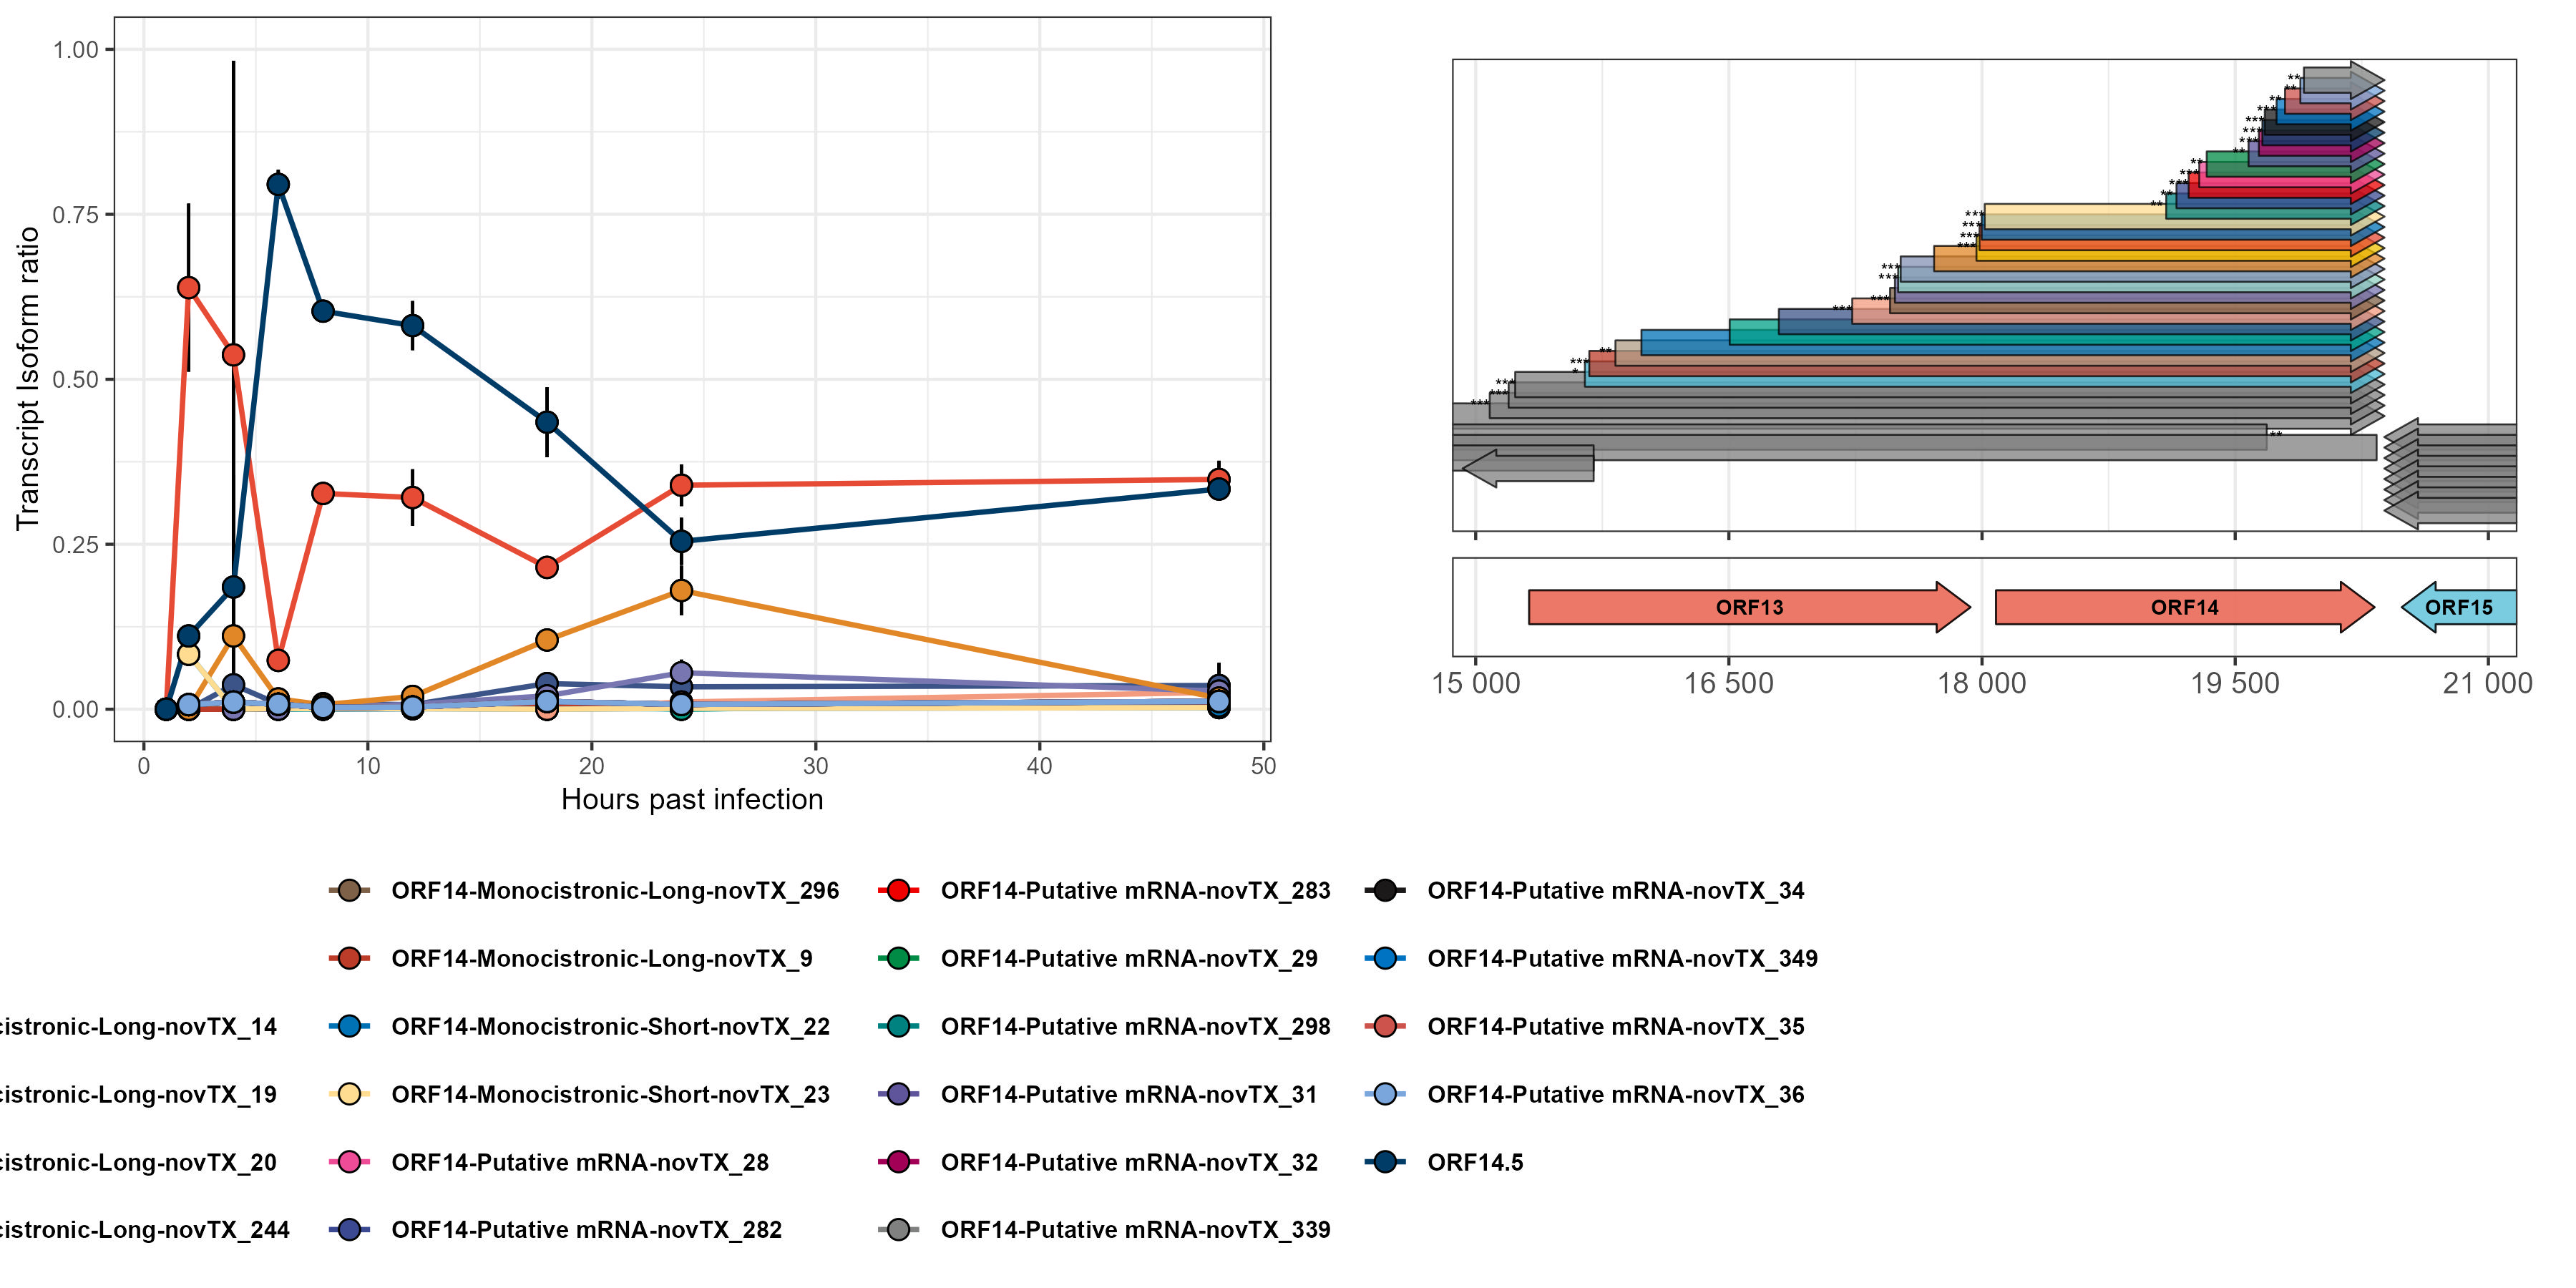 1.00
0.75
0.50
0.25
0.00
Transcript Isoform ratio
0 10 20 30 40 50
Hours past infection
ORF13 ORF14 ORF15
15 000 16 500 18 000 19 500 21 000
ORF14-Monocistronic-Long-novTX_296 ORF14-Putative mRNA-novTX_283 ORF14-Putative mRNA-novTX_34
ORF14-Monocistronic-Long-novTX_9 ORF14-Putative mRNA-novTX_29 ORF14-Putative mRNA-novTX_349
cistronic-Long-novTX_14 ORF14-Monocistronic-Short-novTX_22 ORF14-Putative mRNA-novTX_298 ORF14-Putative mRNA-novTX_35
cistronic-Long-novTX_19 ORF14-Monocistronic-Short-novTX_23 ORF14-Putative mRNA-novTX_31 ORF14-Putative mRNA-novTX_36
cistronic-Long-novTX_20 ORF14-Putative mRNA-novTX_28 ORF14-Putative mRNA-novTX_32 ORF14.5
cistronic-Long-novTX_244 ORF14-Putative mRNA-novTX_282 ORF14-Putative mRNA-novTX_339